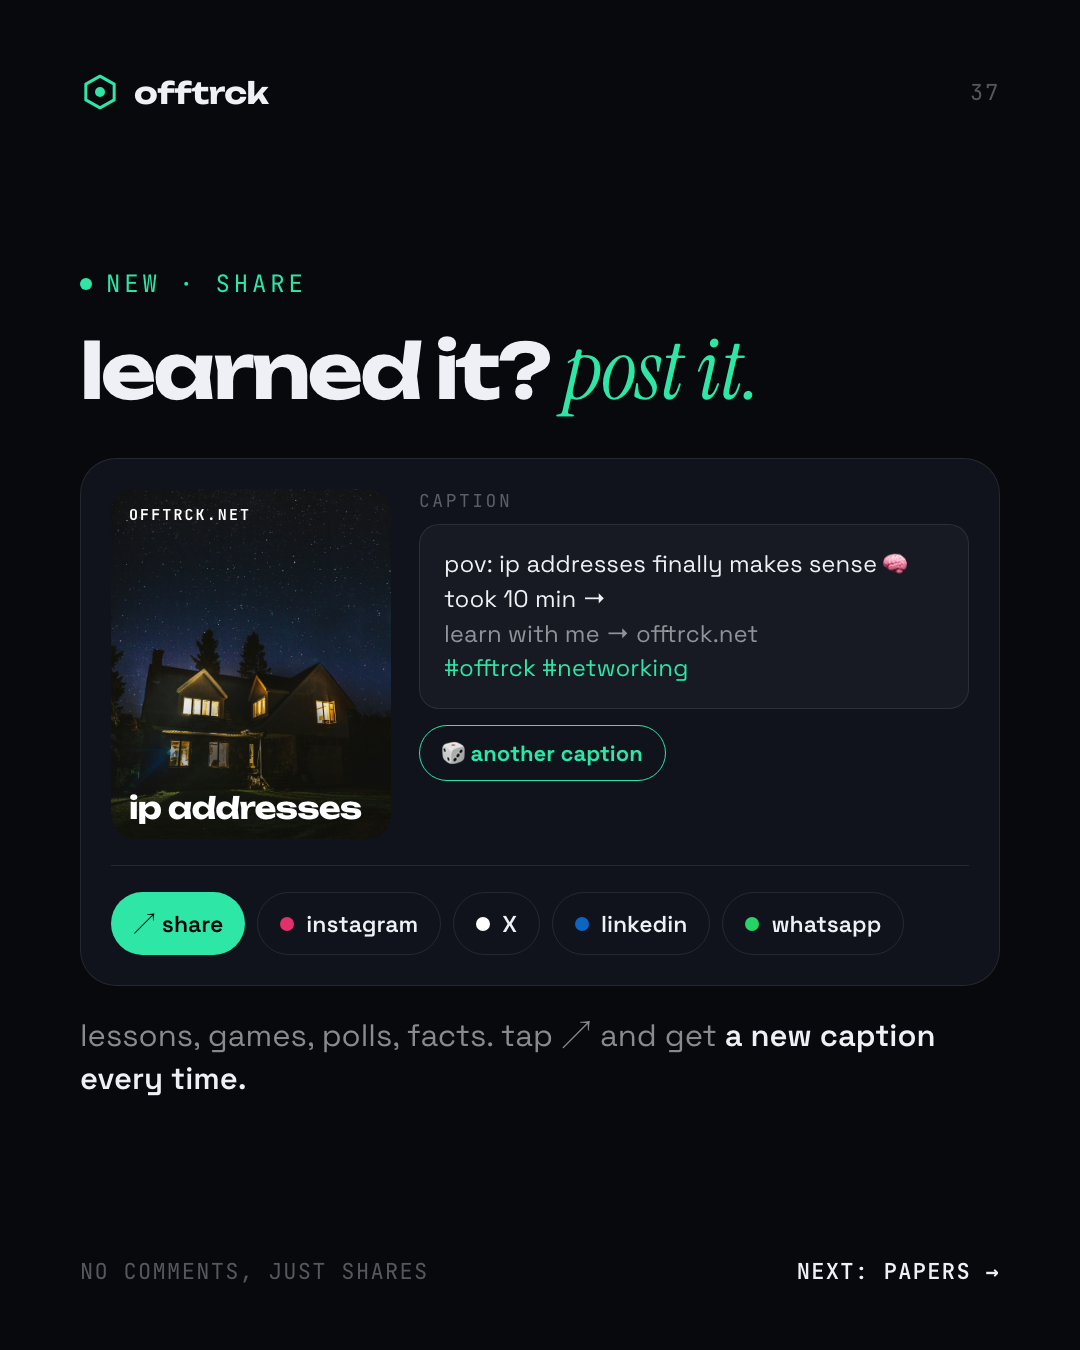 offtrck
37
NEW · SHARE
learned it? post it.
OFFTRCK.NET
ip addresses
CAPTION
pov: ip addresses finally makes sense 🧠
took 10 min →
learn with me → offtrck.net
#offtrck #networking
🎲 another caption
↗ share
instagram
X
linkedin
whatsapp
lessons, games, polls, facts. tap ↗ and get a new caption
every time.
NO COMMENTS, JUST SHARES
NEXT: PAPERS →